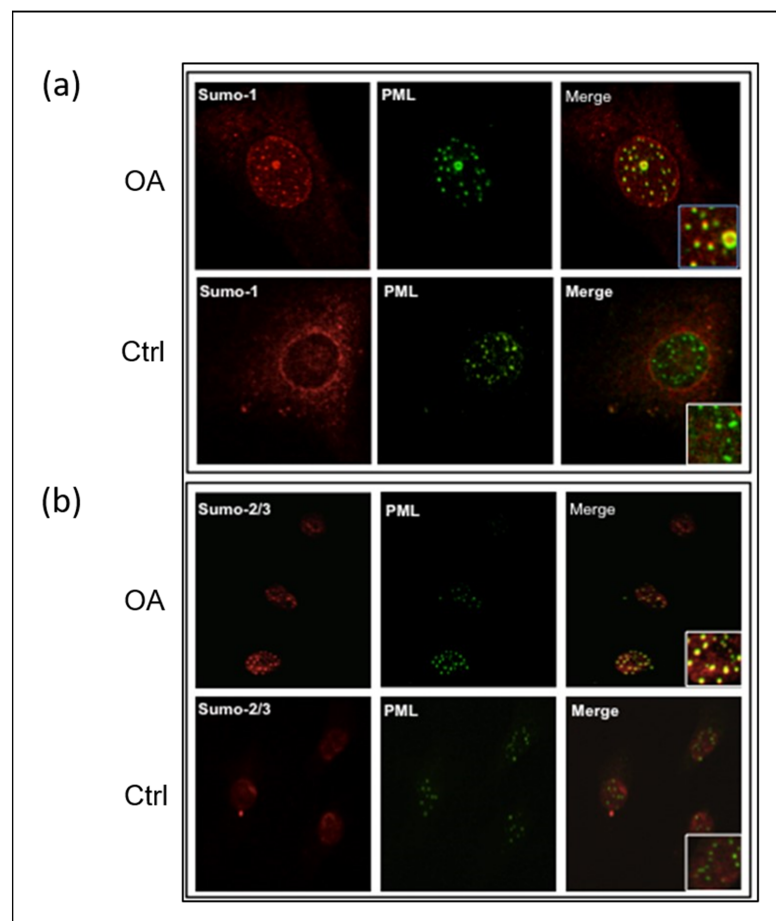 (a)
Sumo-1 PML Merge
OA
Sumo-1 PML Merge
Ctrl
(b)
Sumo-2/3 PML Merge
OA
Sumo-2/3 PML Merge
Ctrl